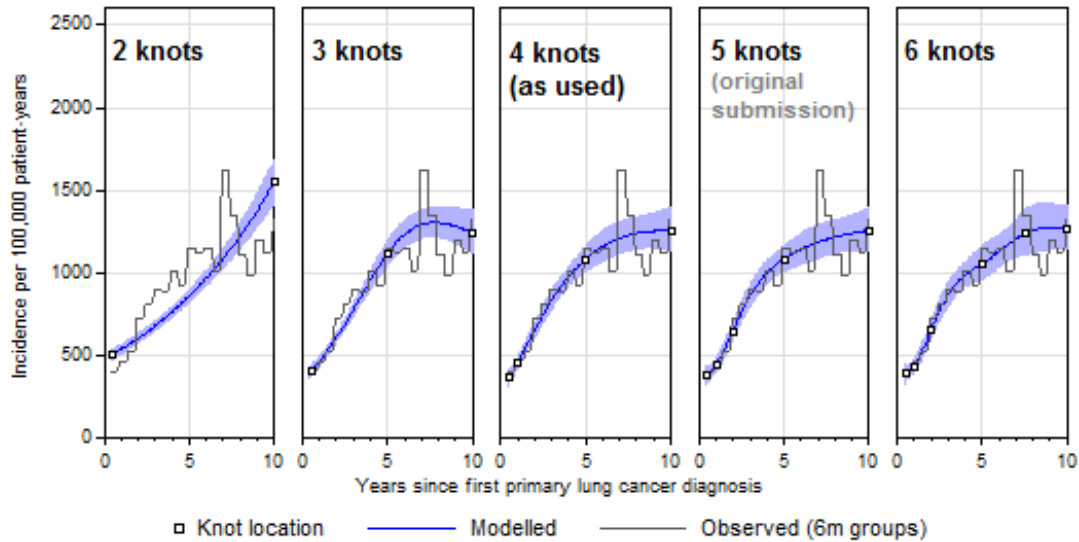 Incidence per 100,000 patient-years
2500
2000
1500
1000
500
0
2 knots
3 knots
4 knots
(as used)
5 knots
(original
submission)
6 knots
0 5 10 0 5 10 0 5 10 0 5 10 0 5 10
Years since first primary lung cancer diagnosis
Knot location Modelled Observed (6m groups)